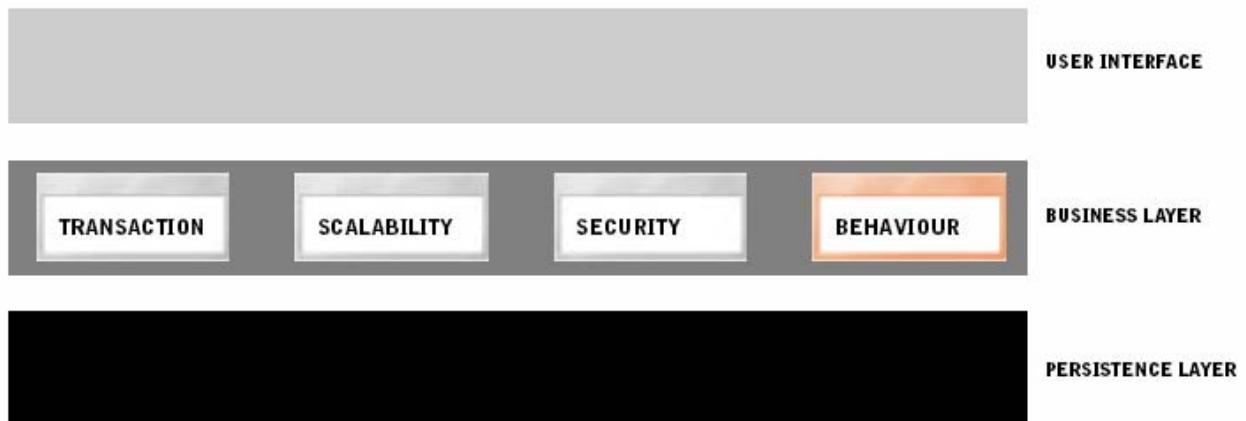 USER INTERFACE
TRANSACTION
SCALABILITY
SECURITY
BEHAVIOUR
BUSINESS LAYER
PERSISTENCE LAYER